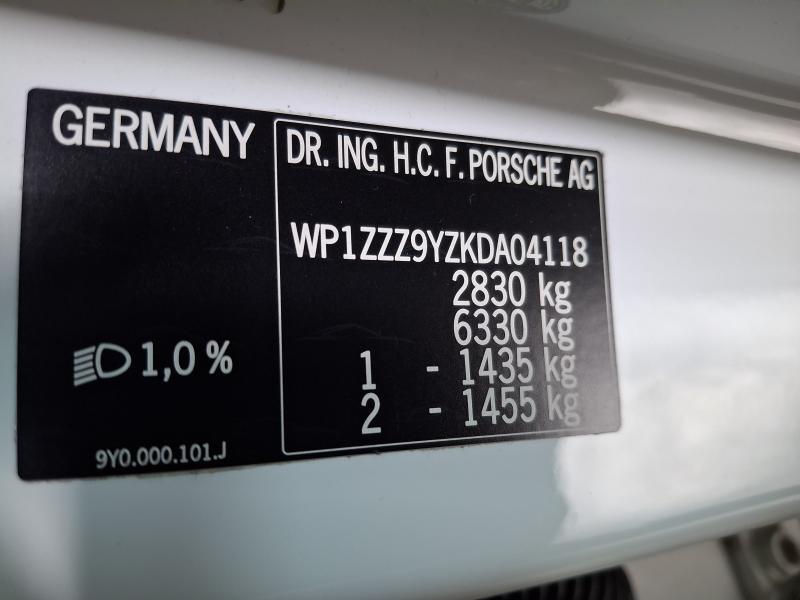 GERMANY
DR. ING. H.C. F. PORSCHE AG
WP1ZZZ9YZKDA04118
2830 kg
6330 kg
1 - 1435 kg
2 - 1455 kg
1,0 %
9Y0.000.101.J